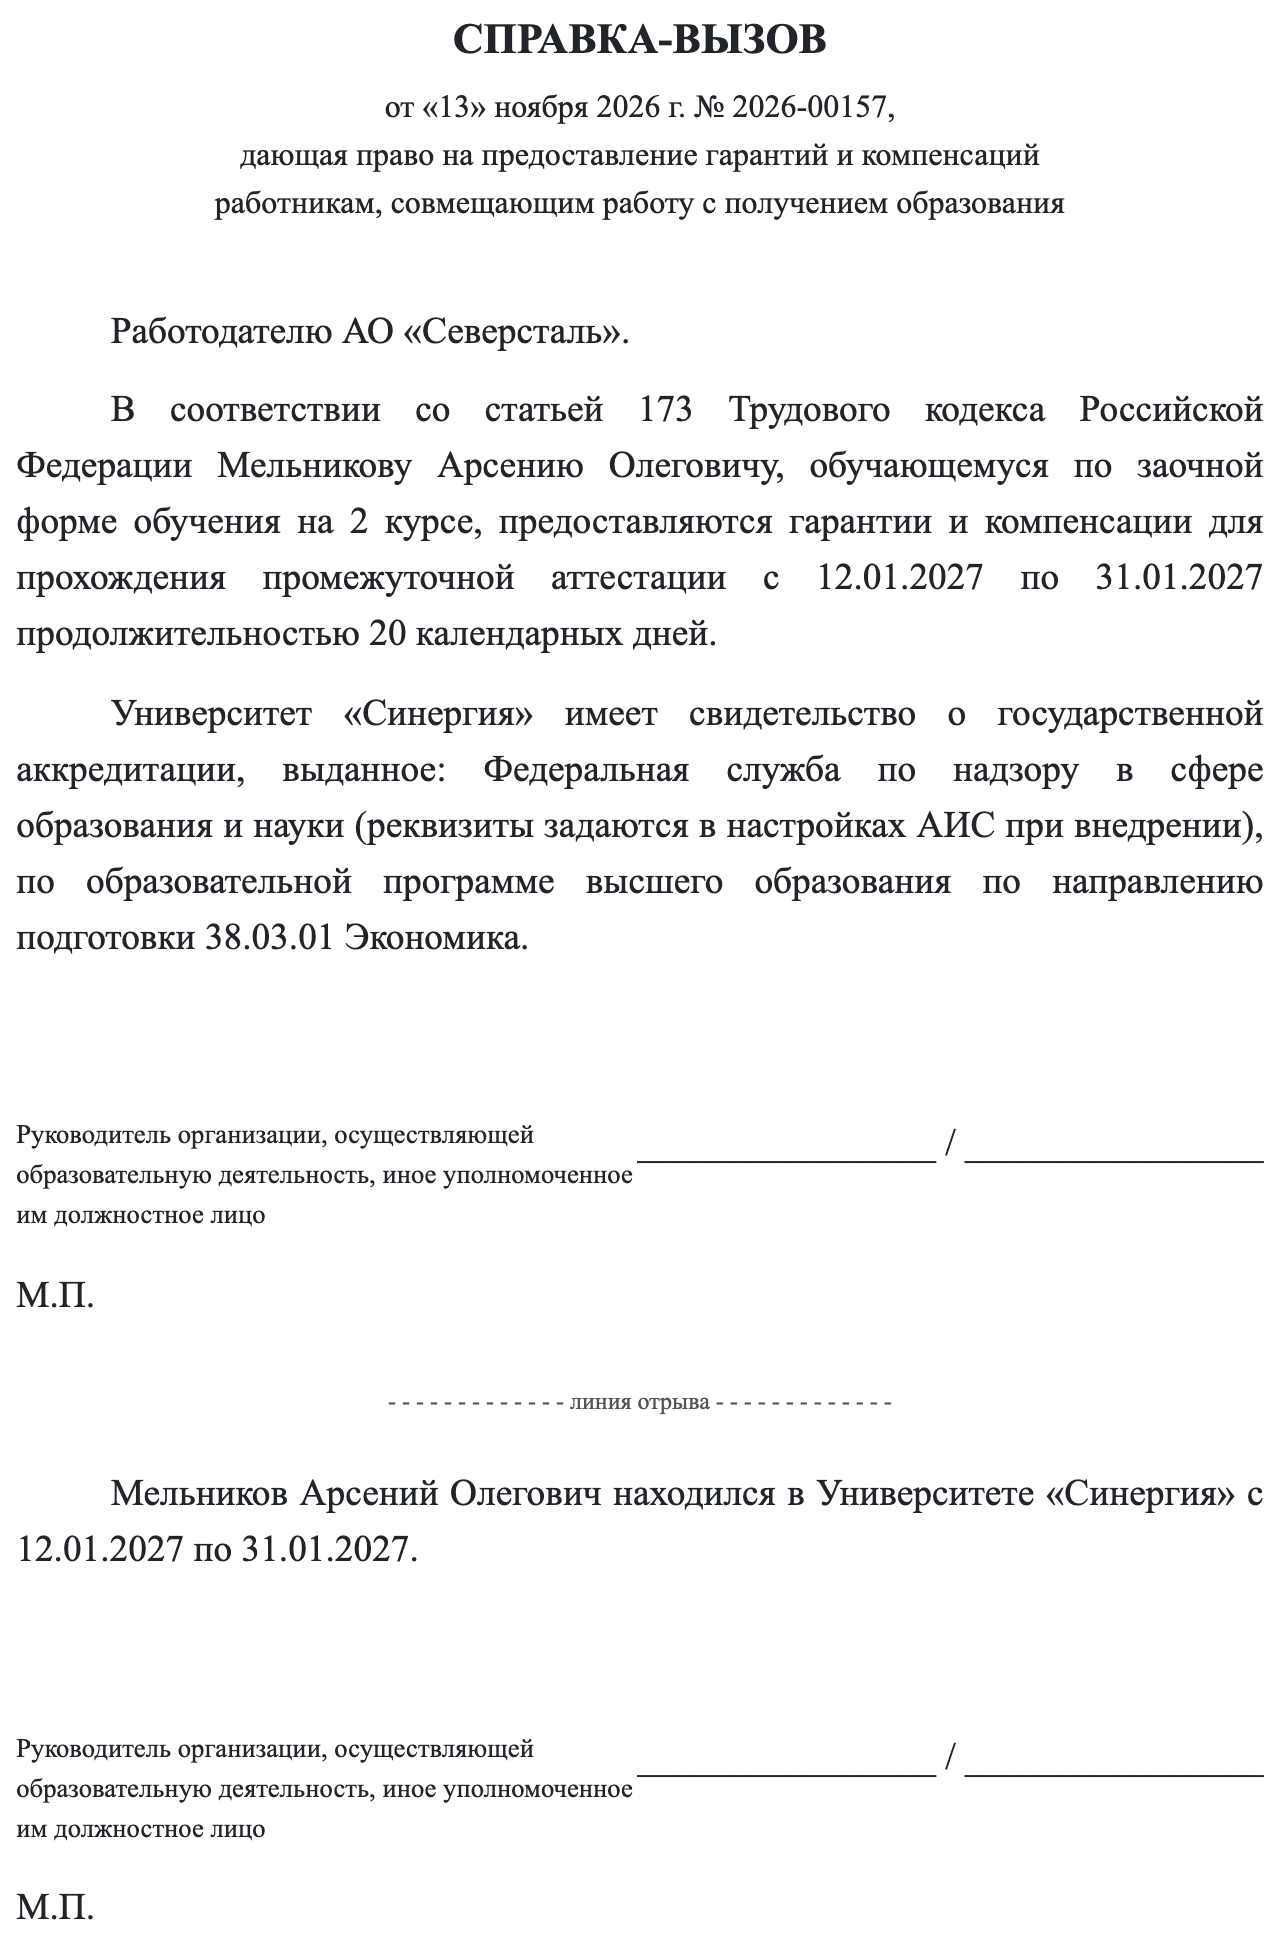 СПРАВКА-ВЫЗОВ
от «13» ноября 2026 г. № 2026-00157,
дающая право на предоставление гарантий и компенсаций
работникам, совмещающим работу с получением образования
Работодателю АО «Северсталь».
В соответствии со статьей 173 Трудового кодекса Российской
Федерации Мельникову Арсению Олеговичу, обучающемуся по заочной
форме обучения на 2 курсе, предоставляются гарантии и компенсации для
прохождения промежуточной аттестации с 12.01.2027 по 31.01.2027
продолжительностью 20 календарных дней.
Университет «Синергия» имеет свидетельство о государственной
аккредитации, выданное: Федеральная служба по надзору в сфере
образования и науки (реквизиты задаются в настройках АИС при внедрении),
по образовательной программе высшего образования по направлению
подготовки 38.03.01 Экономика.
Руководитель организации, осуществляющей
образовательную деятельность, иное уполномоченное
им должностное лицо
/
М.П.
- - - - - - - - - - - - - линия отрыва - - - - - - - - - - - - -
Мельников Арсений Олегович находился в Университете «Синергия» с
12.01.2027 по 31.01.2027.
Руководитель организации, осуществляющей
образовательную деятельность, иное уполномоченное
им должностное лицо
/
М.П.